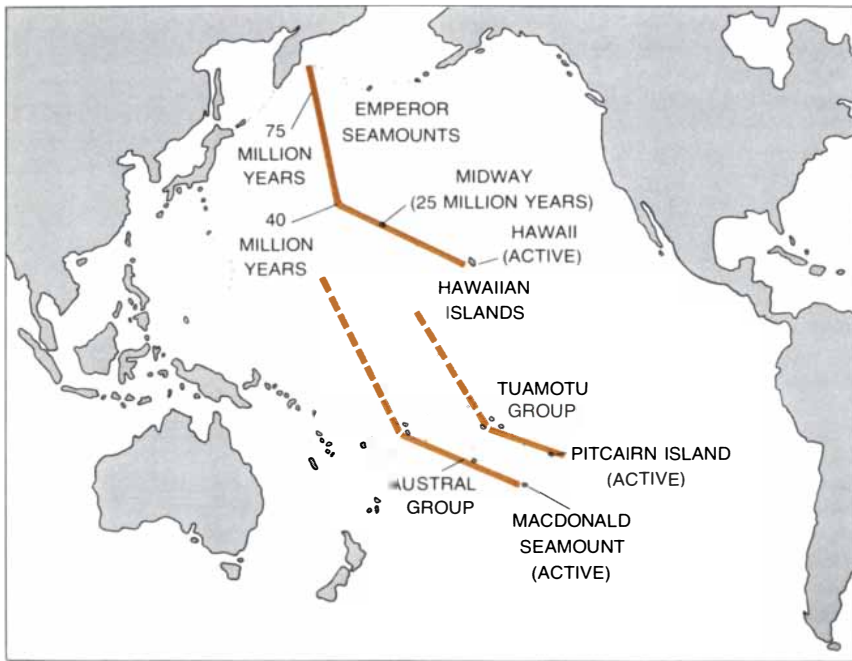 75
MILLION
YEARS
EMPEROR
SEAMOUNTS
40
MILLION
YEARS
MIDWAY
(25 MILLION YEARS)
HAWAII
(ACTIVE)
HAWAIIAN
ISLANDS
TUAMOTU
GROUP
PITCAIRN ISLAND
(ACTIVE)
AUSTRAL
GROUP
MACDONALD
SEAMOUNT
(ACTIVE)